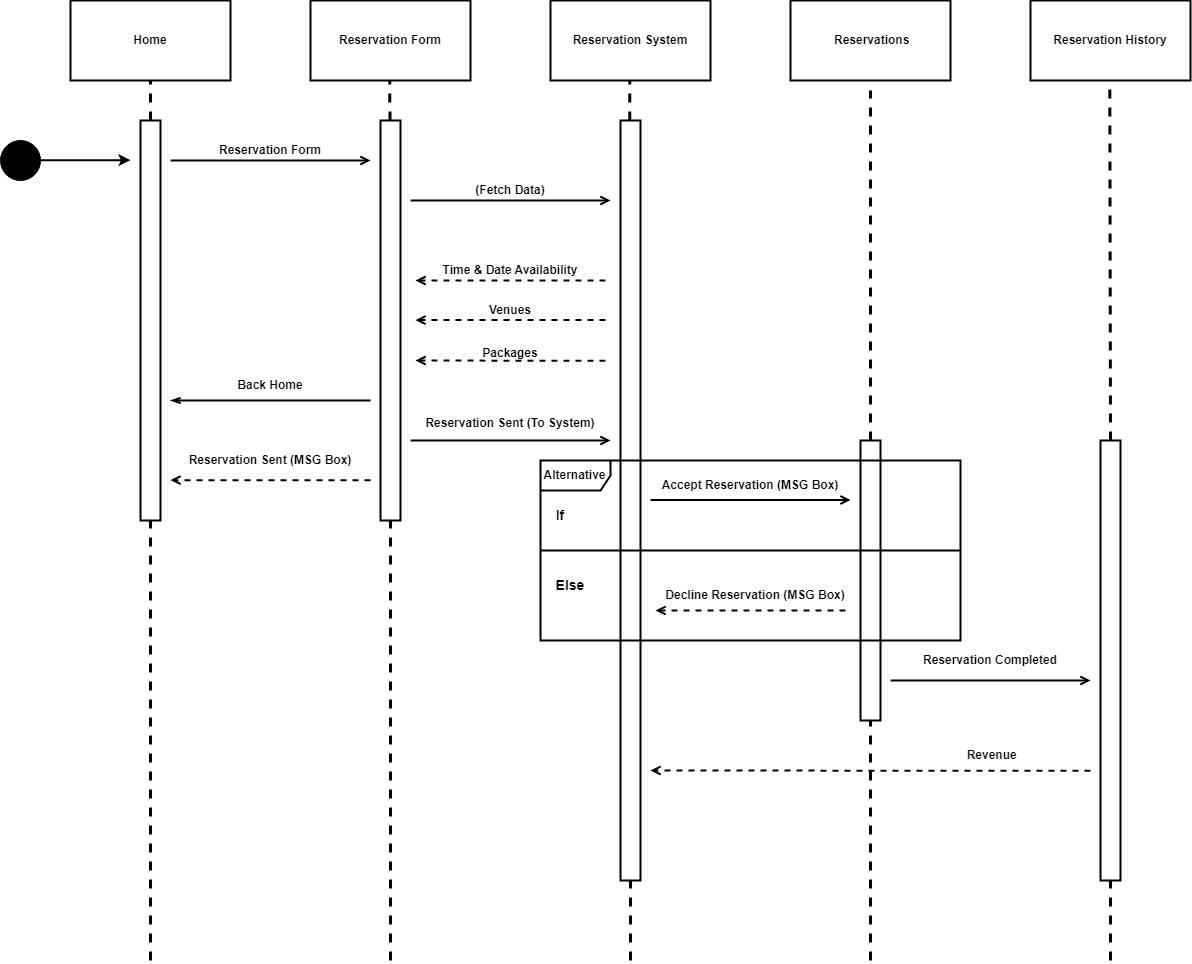 Home
Reservation Form
Reservation System
Reservations
Reservation History
Reservation Form
(Fetch Data)
Time & Date Availability
Venues
Packages
Back Home
Reservation Sent (To System)
Reservation Sent (MSG Box)
Alternative
Accept Reservation (MSG Box)
If
Else
Decline Reservation (MSG Box)
Reservation Completed
Revenue